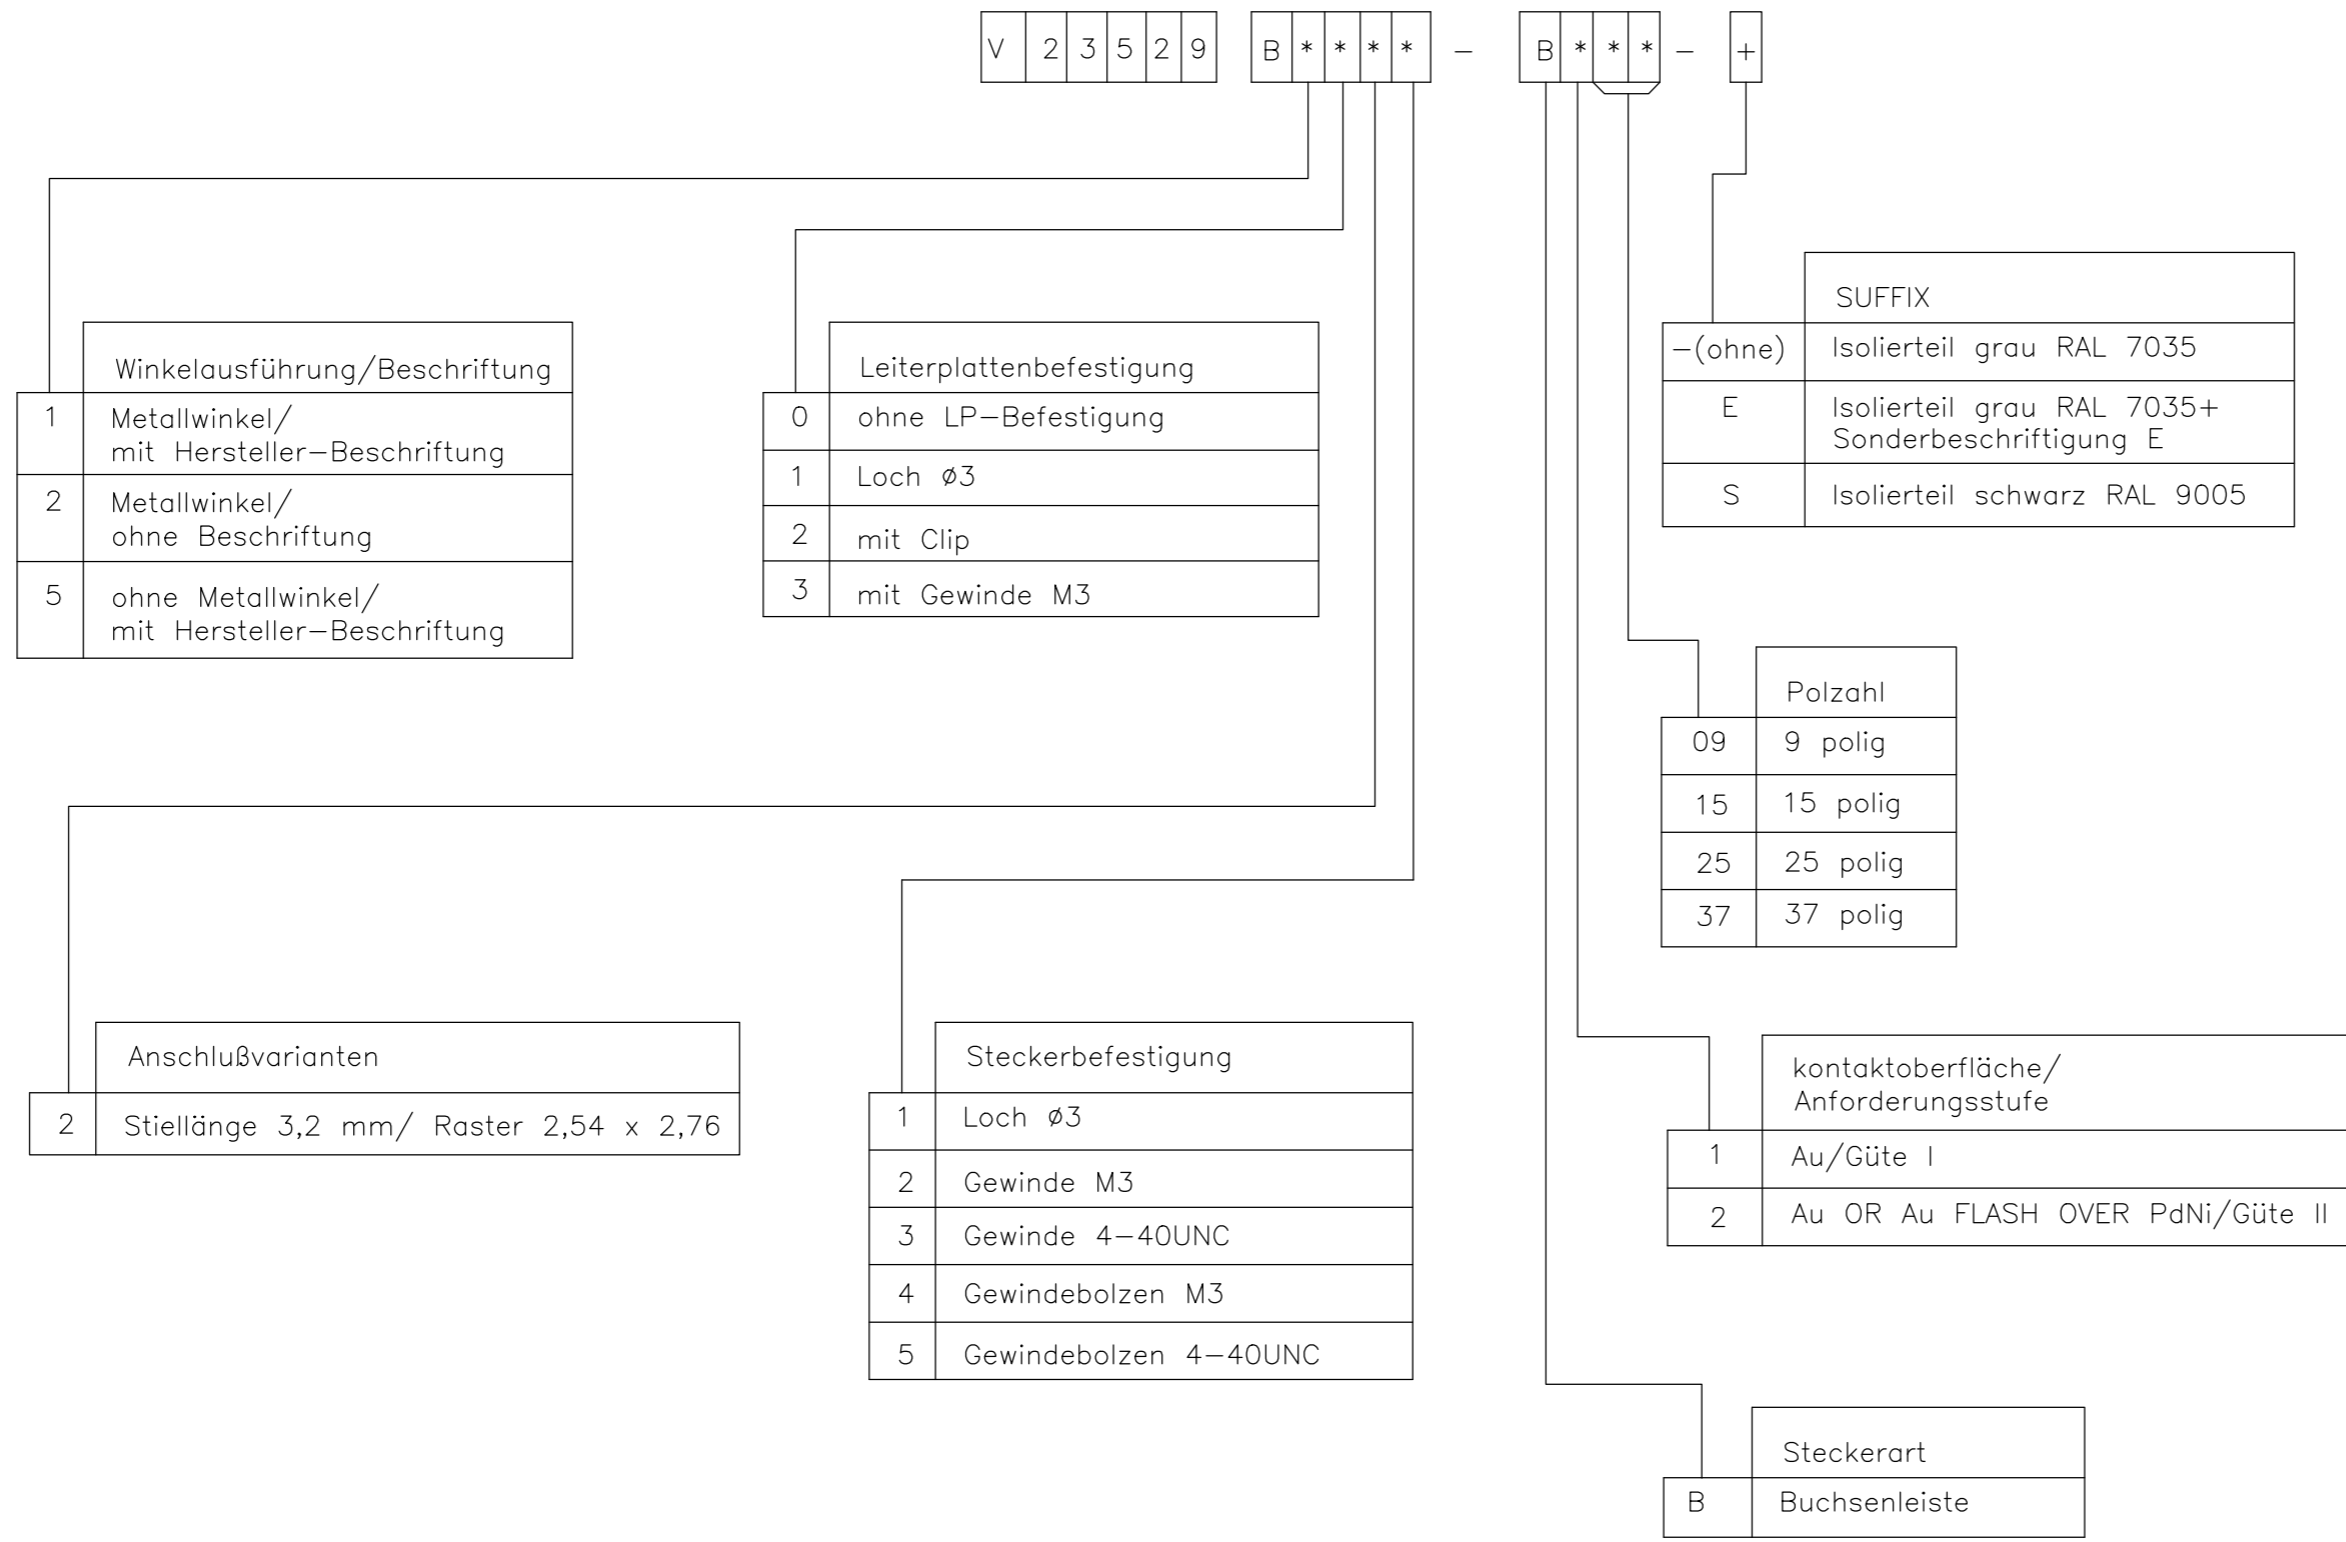 V 2 3 5 2 9 B * * * * - B * * * - +
Winkelausführung/Beschriftung
1 Metallwinkel/
mit Hersteller-Beschriftung
2 Metallwinkel/
ohne Beschriftung
5 ohne Metallwinkel/
mit Hersteller-Beschriftung
Leiterplattenbefestigung
0 ohne LP-Befestigung
1 Loch ø3
2 mit Clip
3 mit Gewinde M3
SUFFIX
-(ohne) Isolierteil grau RAL 7035
E Isolierteil grau RAL 7035+
Sonderbeschriftigung E
S Isolierteil schwarz RAL 9005
Polzahl
09 9 polig
15 15 polig
25 25 polig
37 37 polig
Anschlußvarianten
2 Stiellänge 3,2 mm/ Raster 2,54 x 2,76
Steckerbefestigung
1 Loch ø3
2 Gewinde M3
3 Gewinde 4-40UNC
4 Gewindebolzen M3
5 Gewindebolzen 4-40UNC
kontaktoberfläche/
Anforderungsstufe
1 Au/Güte I
2 Au OR Au FLASH OVER PdNi/Güte II
Steckerart
B Buchsenleiste